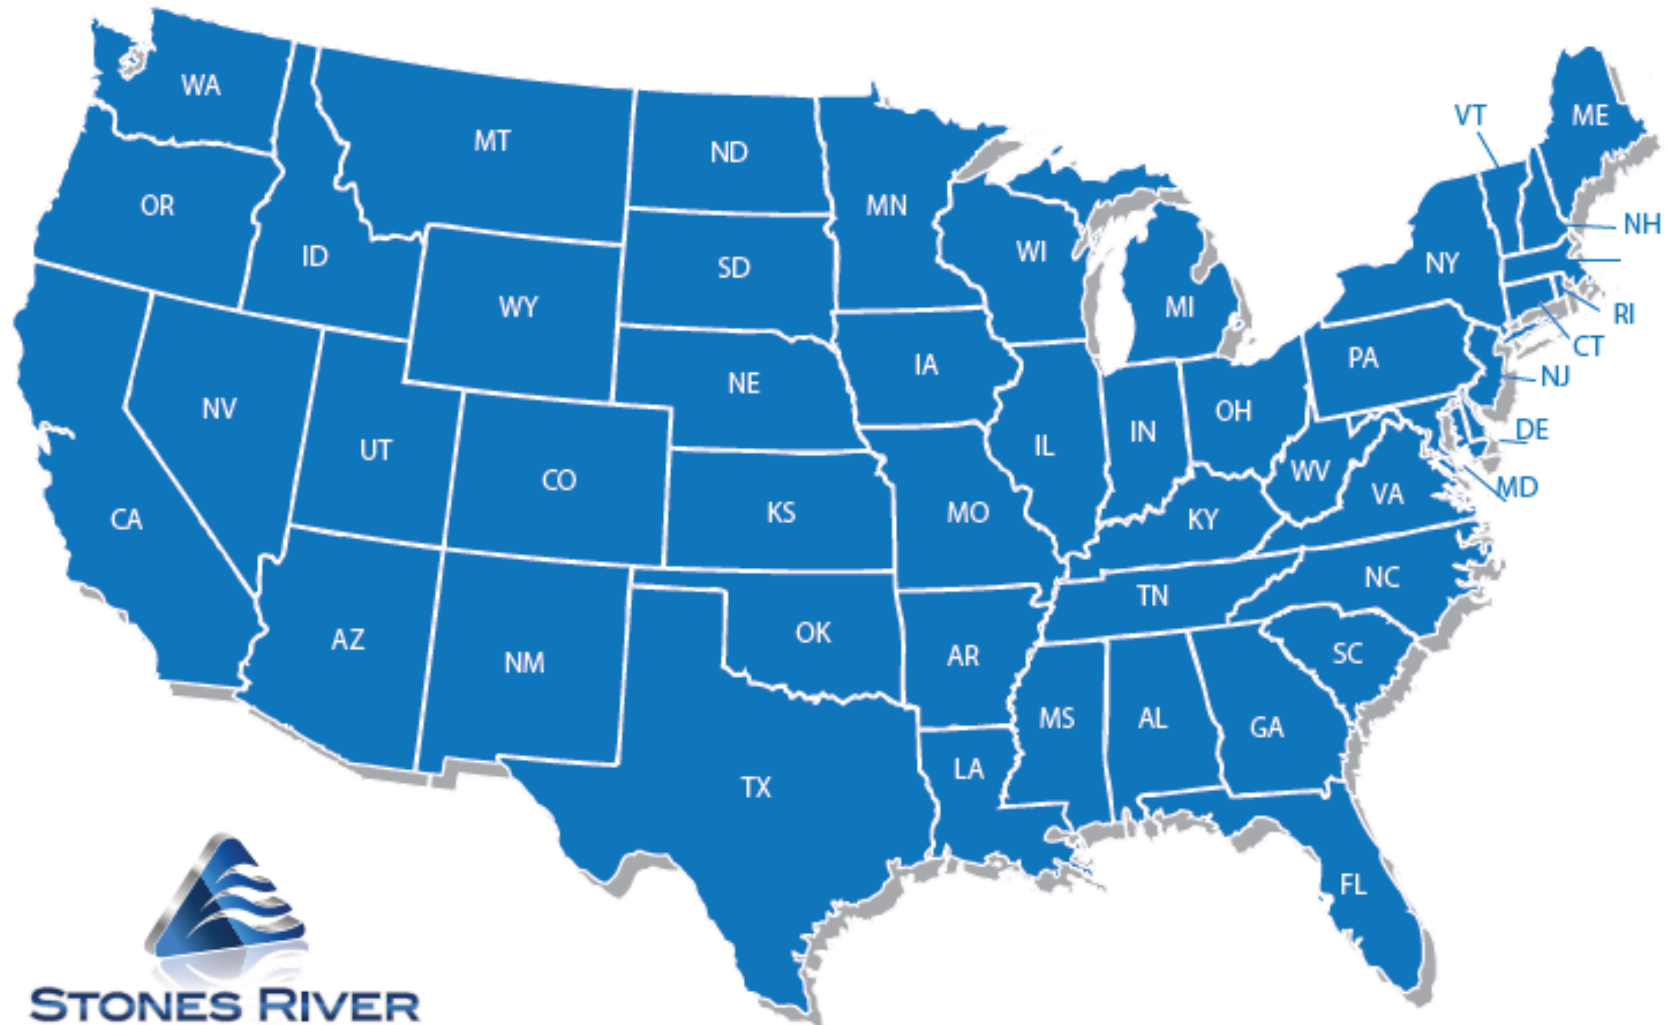 WA
MT
ND
MN
VT
ME
OR
ID
SD
WI
NY
NH
WY
MI
RI
IA
PA
CT
NE
NJ
NV
UT
CO
IL
IN
OH
DE
WV
MD
CA
KS
MO
KY
VA
AZ
NM
OK
AR
TN
NC
SC
MS
AL
GA
TX
LA
FL
STONES RIVER